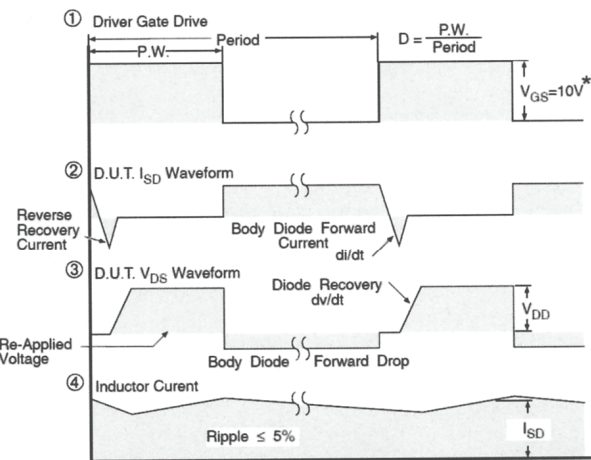 ① Driver Gate Drive
Period
P.W.
D = P.W. / Period
V_GS=10V*
② D.U.T. I_SD Waveform
Reverse
Recovery
Current
Body Diode Forward
Current
di/dt
③ D.U.T. V_DS Waveform
Diode Recovery
dv/dt
V_DD
Re-Applied
Voltage
Body Diode Forward Drop
④ Inductor Curent
Ripple ≤ 5%
I_SD